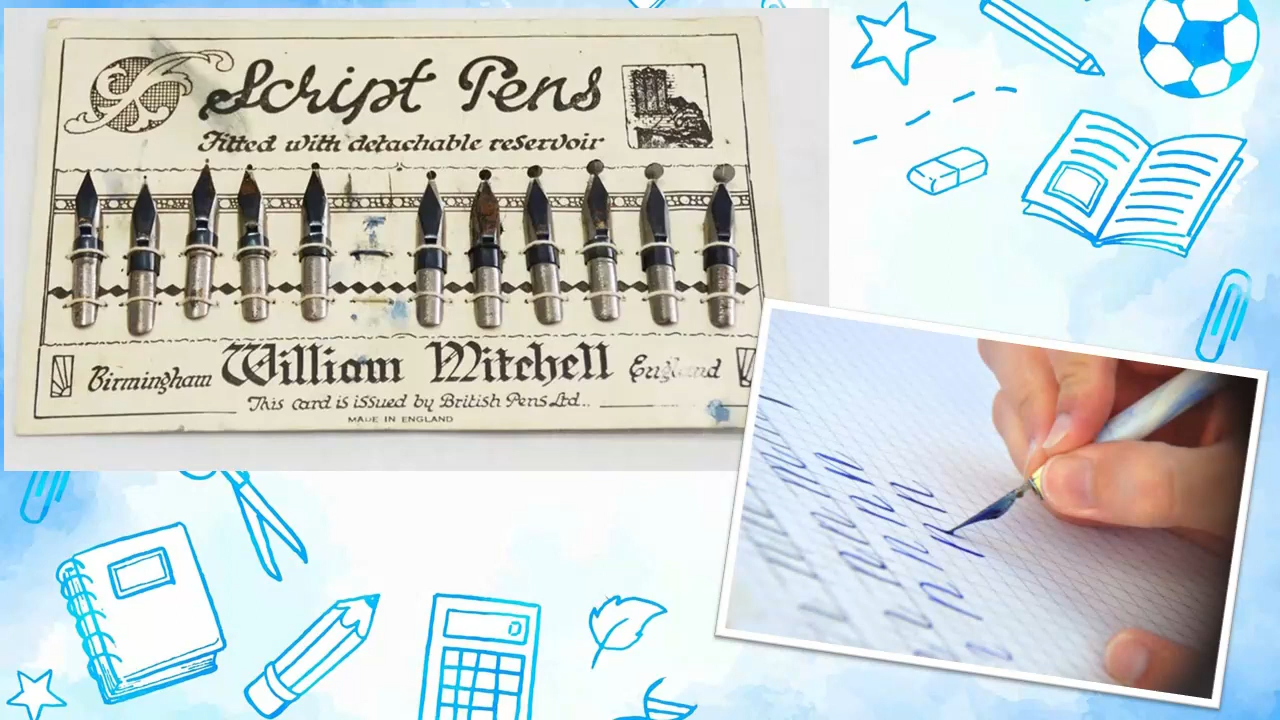 Script Pens
Fitted with detachable reservoir
Birmingham William Mitchell England
This card is issued by British Pens Ltd...
MADE IN ENGLAND
n n n
n n n
0